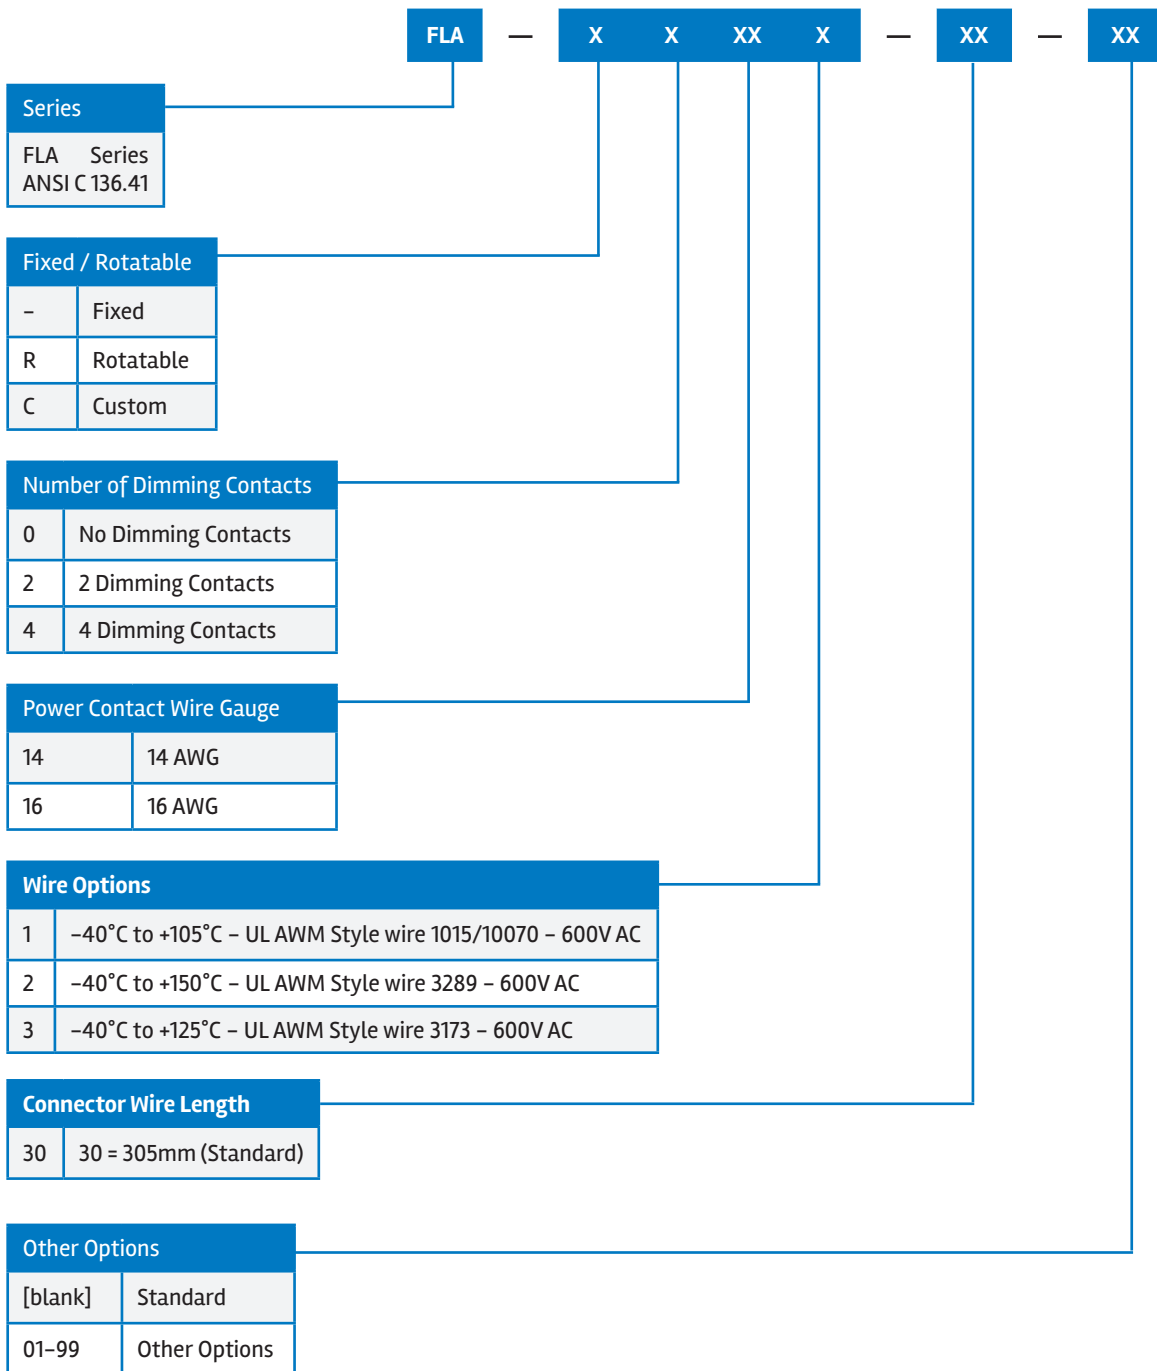 FLA — X X XX X — XX — XX
Series
FLA Series
ANSI C 136.41
Fixed / Rotatable
– Fixed
R Rotatable
C Custom
Number of Dimming Contacts
0 No Dimming Contacts
2 2 Dimming Contacts
4 4 Dimming Contacts
Power Contact Wire Gauge
14 14 AWG
16 16 AWG
Wire Options
1 –40°C to +105°C – UL AWM Style wire 1015/10070 – 600V AC
2 –40°C to +150°C – UL AWM Style wire 3289 – 600V AC
3 –40°C to +125°C – UL AWM Style wire 3173 – 600V AC
Connector Wire Length
30 30 = 305mm (Standard)
Other Options
[blank] Standard
01–99 Other Options